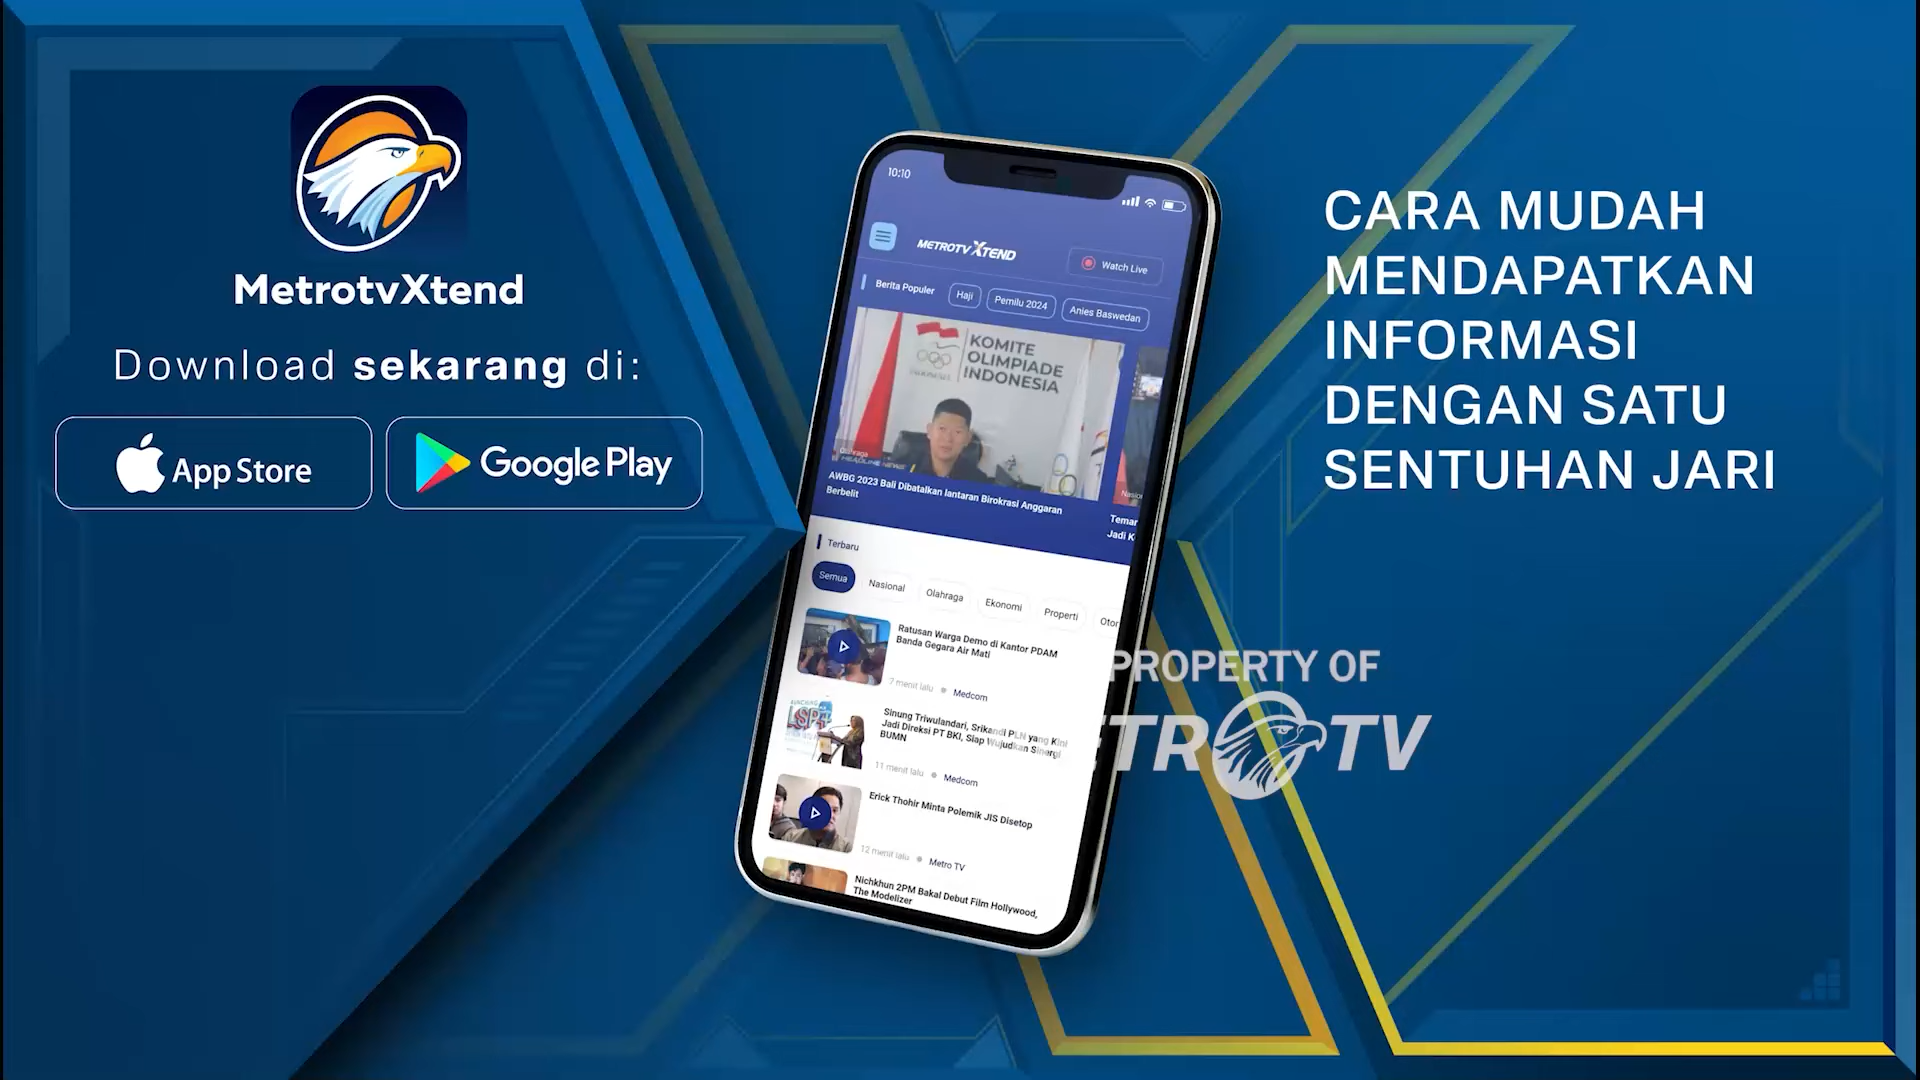 MetrotvXtend
Download sekarang di:
App Store
Google Play
10:10
METROTV XTEND
Watch Live
Berita Populer
Haji
Pemilu 2024
Anies Baswedan
KOMITE
OLIMPIADE
INDONESIA
Olahraga
HEADLINE NEWS
AWBG 2023 Bali Dibatalkan lantaran Birokrasi Anggaran
Berbelit
Terbaru
Semua
Nasional
Olahraga
Ekonomi
Properti
Ratusan Warga Demo di Kantor PDAM
Banda Gegara Air Mati
7 menit lalu
Medcom
Sinung Triwulandari, Srikandi PLN yang Kini
Jadi Direksi PT BKI, Siap Wujudkan Sinergi
BUMN
11 menit lalu
Medcom
Erick Thohir Minta Polemik JIS Disetop
12 menit lalu
Metro TV
Nichkhun 2PM Bakal Debut Film Hollywood,
The Modelizer
CARA MUDAH
MENDAPATKAN
INFORMASI
DENGAN SATU
SENTUHAN JARI
PROPERTY OF
TR TV